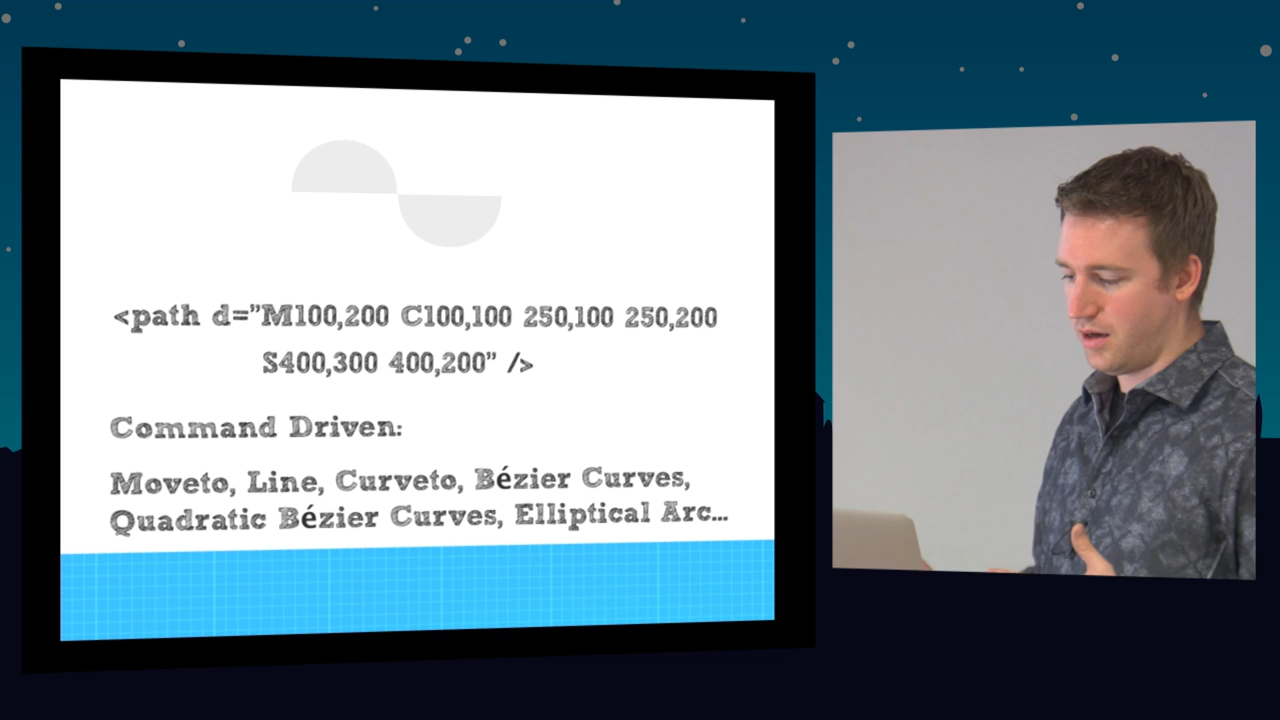 <path d=”M100,200 C100,100 250,100 250,200
S400,300 400,200” />
Command Driven:
Moveto, Line, Curveto, Bézier Curves,
Quadratic Bézier Curves, Elliptical Arc...